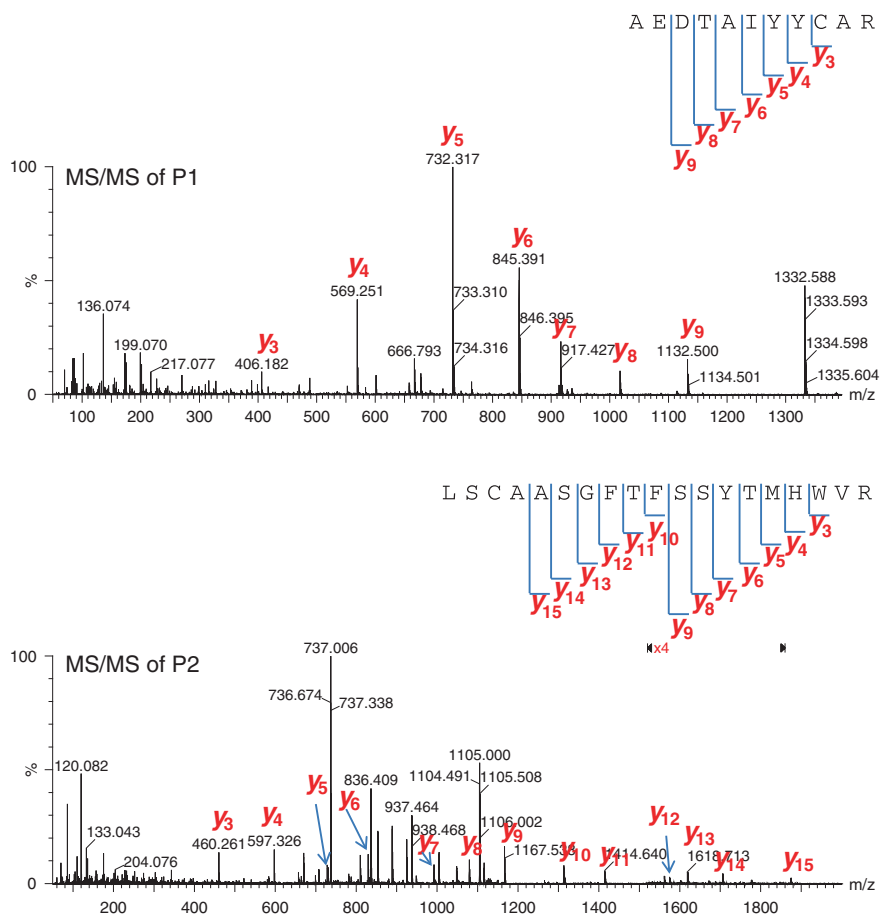 A E D T A I Y Y C A R
y3
y4
y5
y6
y7
y8
y9
MS/MS of P1
100
%
0
136.074
199.070
217.077
y3
406.182
y4
569.251
666.793
y5
732.317
733.310
734.316
y6
845.391
846.395
y7
917.427
y8
y9
1132.500
1134.501
1332.588
1333.593
1334.598
1335.604
100 200 300 400 500 600 700 800 900 1000 1100 1200 1300 m/z
L S C A A S G F T F S S Y T M H W V R
y3
y4
y5
y6
y7
y8
y9
y10
y11
y12
y13
y14
y15
x4
MS/MS of P2
100
%
0
120.082
133.043
204.076
y3
460.261
y4
597.326
y5
736.674
737.006
737.338
y6
836.409
937.464
938.468
y7
y8
1105.000
1104.491
1105.508
1106.002
y9
1167.538
y10
y11
1414.640
y12
y13
1618.713
y14
y15
200 400 600 800 1000 1200 1400 1600 1800 m/z